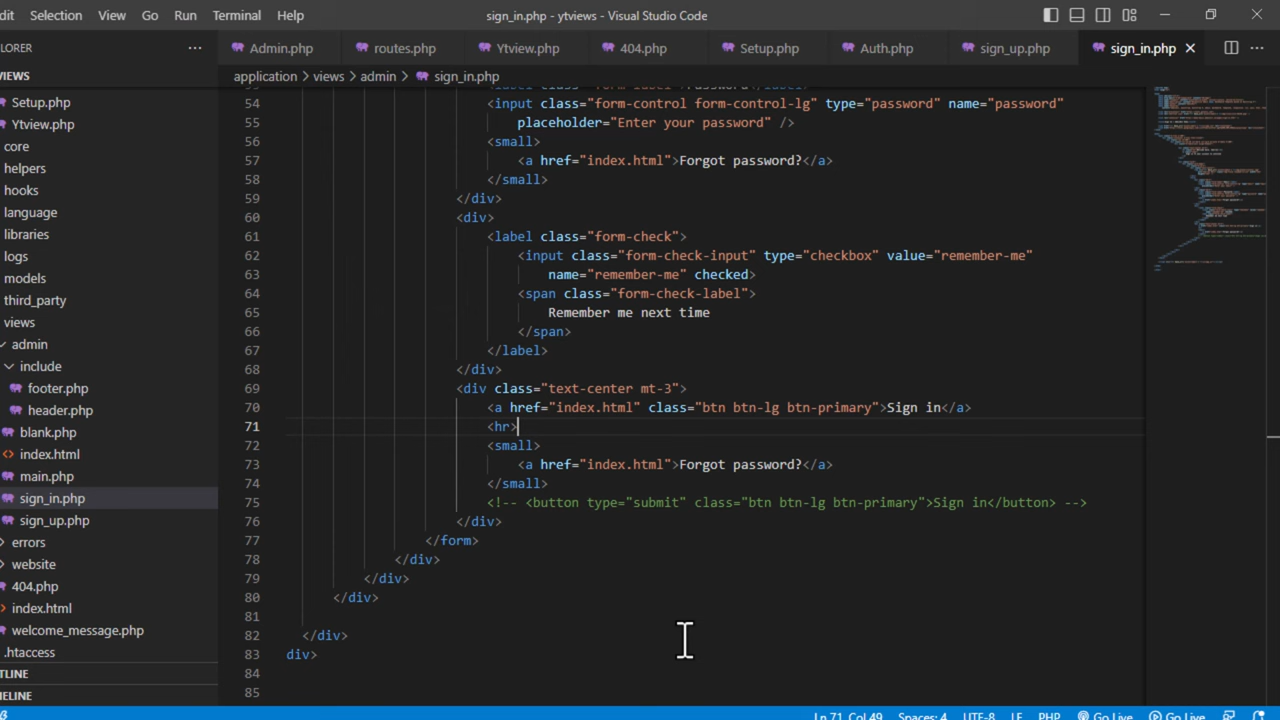 edit Selection View Go Run Terminal Help sign_in.php - ytviews - Visual Studio Code
LORER ···
Admin.php routes.php Ytview.php 404.php Setup.php Auth.php sign_up.php sign_in.php
application > views > admin > sign_in.php
VIEWS
Setup.php
Ytview.php
core
helpers
hooks
language
libraries
logs
models
third_party
views
admin
include
footer.php
header.php
blank.php
index.html
main.php
sign_in.php
sign_up.php
errors
website
404.php
index.html
welcome_message.php
.htaccess
TLINE
MELINE
54 <input class="form-control form-control-lg" type="password" name="password"
55 placeholder="Enter your password" />
56 <small>
57 <a href="index.html">Forgot password?</a>
58 </small>
59 </div>
60 <div>
61 <label class="form-check">
62 <input class="form-check-input" type="checkbox" value="remember-me"
63 name="remember-me" checked>
64 <span class="form-check-label">
65 Remember me next time
66 </span>
67 </label>
68 </div>
69 <div class="text-center mt-3">
70 <a href="index.html" class="btn btn-lg btn-primary">Sign in</a>
71 <hr>
72 <small>
73 <a href="index.html">Forgot password?</a>
74 </small>
75 <!-- <button type="submit" class="btn btn-lg btn-primary">Sign in</button> -->
76 </div>
77 </form>
78 </div>
79 </div>
80 </div>
81
82 </div>
83 div>
84
85
Ln 71, Col 49 Spaces: 4 UTF-8 LF PHP Go Live Go Live